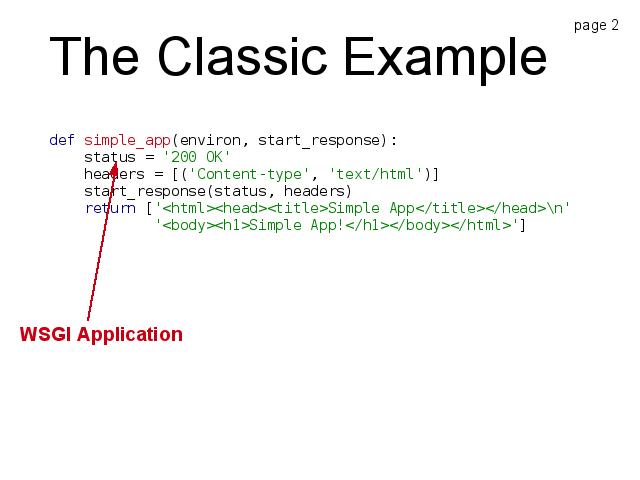 page 2
The Classic Example
def simple_app(environ, start_response):
    status = '200 OK'
    headers = [('Content-type', 'text/html')]
    start_response(status, headers)
    return ['<html><head><title>Simple App</title></head>\n'
            '<body><h1>Simple App!</h1></body></html>']
WSGI Application